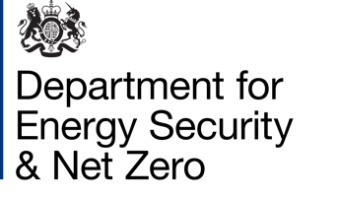 Department for
Energy Security
& Net Zero